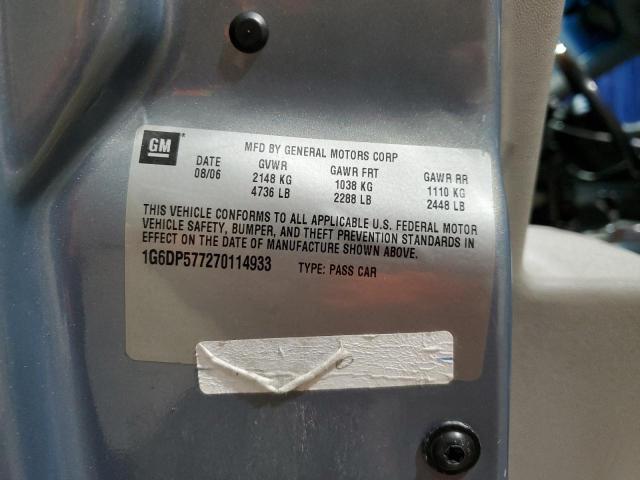 GM
MFD BY GENERAL MOTORS CORP
DATE GVWR GAWR FRT GAWR RR
08/06 2148 KG 1038 KG 1110 KG
4736 LB 2288 LB 2448 LB
THIS VEHICLE CONFORMS TO ALL APPLICABLE U.S. FEDERAL MOTOR
VEHICLE SAFETY, BUMPER, AND THEFT PREVENTION STANDARDS IN
EFFECT ON THE DATE OF MANUFACTURE SHOWN ABOVE.
1G6DP577270114933 TYPE: PASS CAR